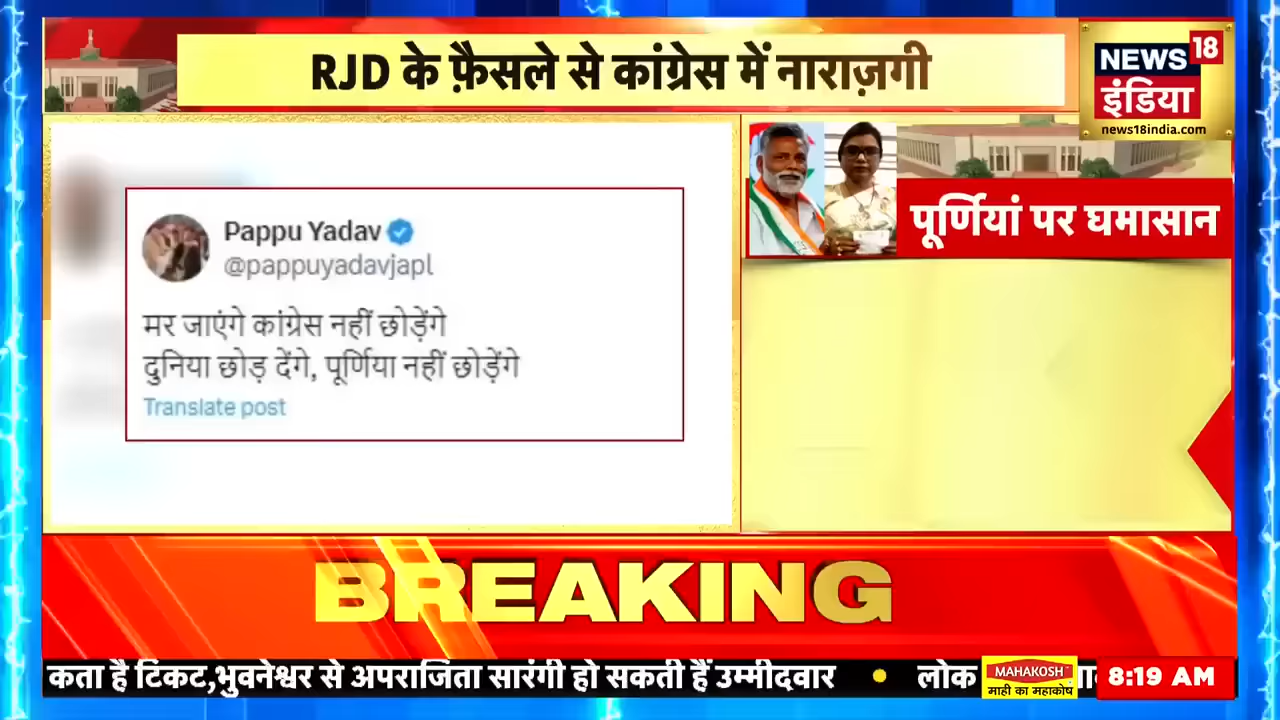 RJD के फ़ैसले से कांग्रेस में नाराज़गी
NEWS 18
इंडिया
news18india.com
पूर्णियां पर घमासान
Pappu Yadav
@pappuyadavjapl
मर जाएंगे कांग्रेस नहीं छोड़ेंगे
दुनिया छोड़ देंगे, पूर्णिया नहीं छोड़ेंगे
Translate post
BREAKING
कता है टिकट,भुवनेश्वर से अपराजिता सारंगी हो सकती हैं उम्मीदवार • लोक
MAHAKOSH
माही का महाकोष
8:19 AM